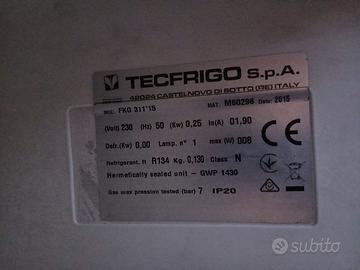 TECFRIGO S.p.A.
42024 CASTELNOVO DI SOTTO (RE) ITALY
MOD. FKG 311'15 MAT. M60296 Date: 2015
(Volt) 230 (Hz) 50 (Kw) 0,25 In(A) 01,90
Defr.(Kw) 0,00 Lamp. n° 1 max (W) 008
Refrigerant. n R134 Kg. 0,130 Class N
Hermetically sealed unit - GWP 1430
Gas max pression tested (bar) 7 IP20
CE
subito